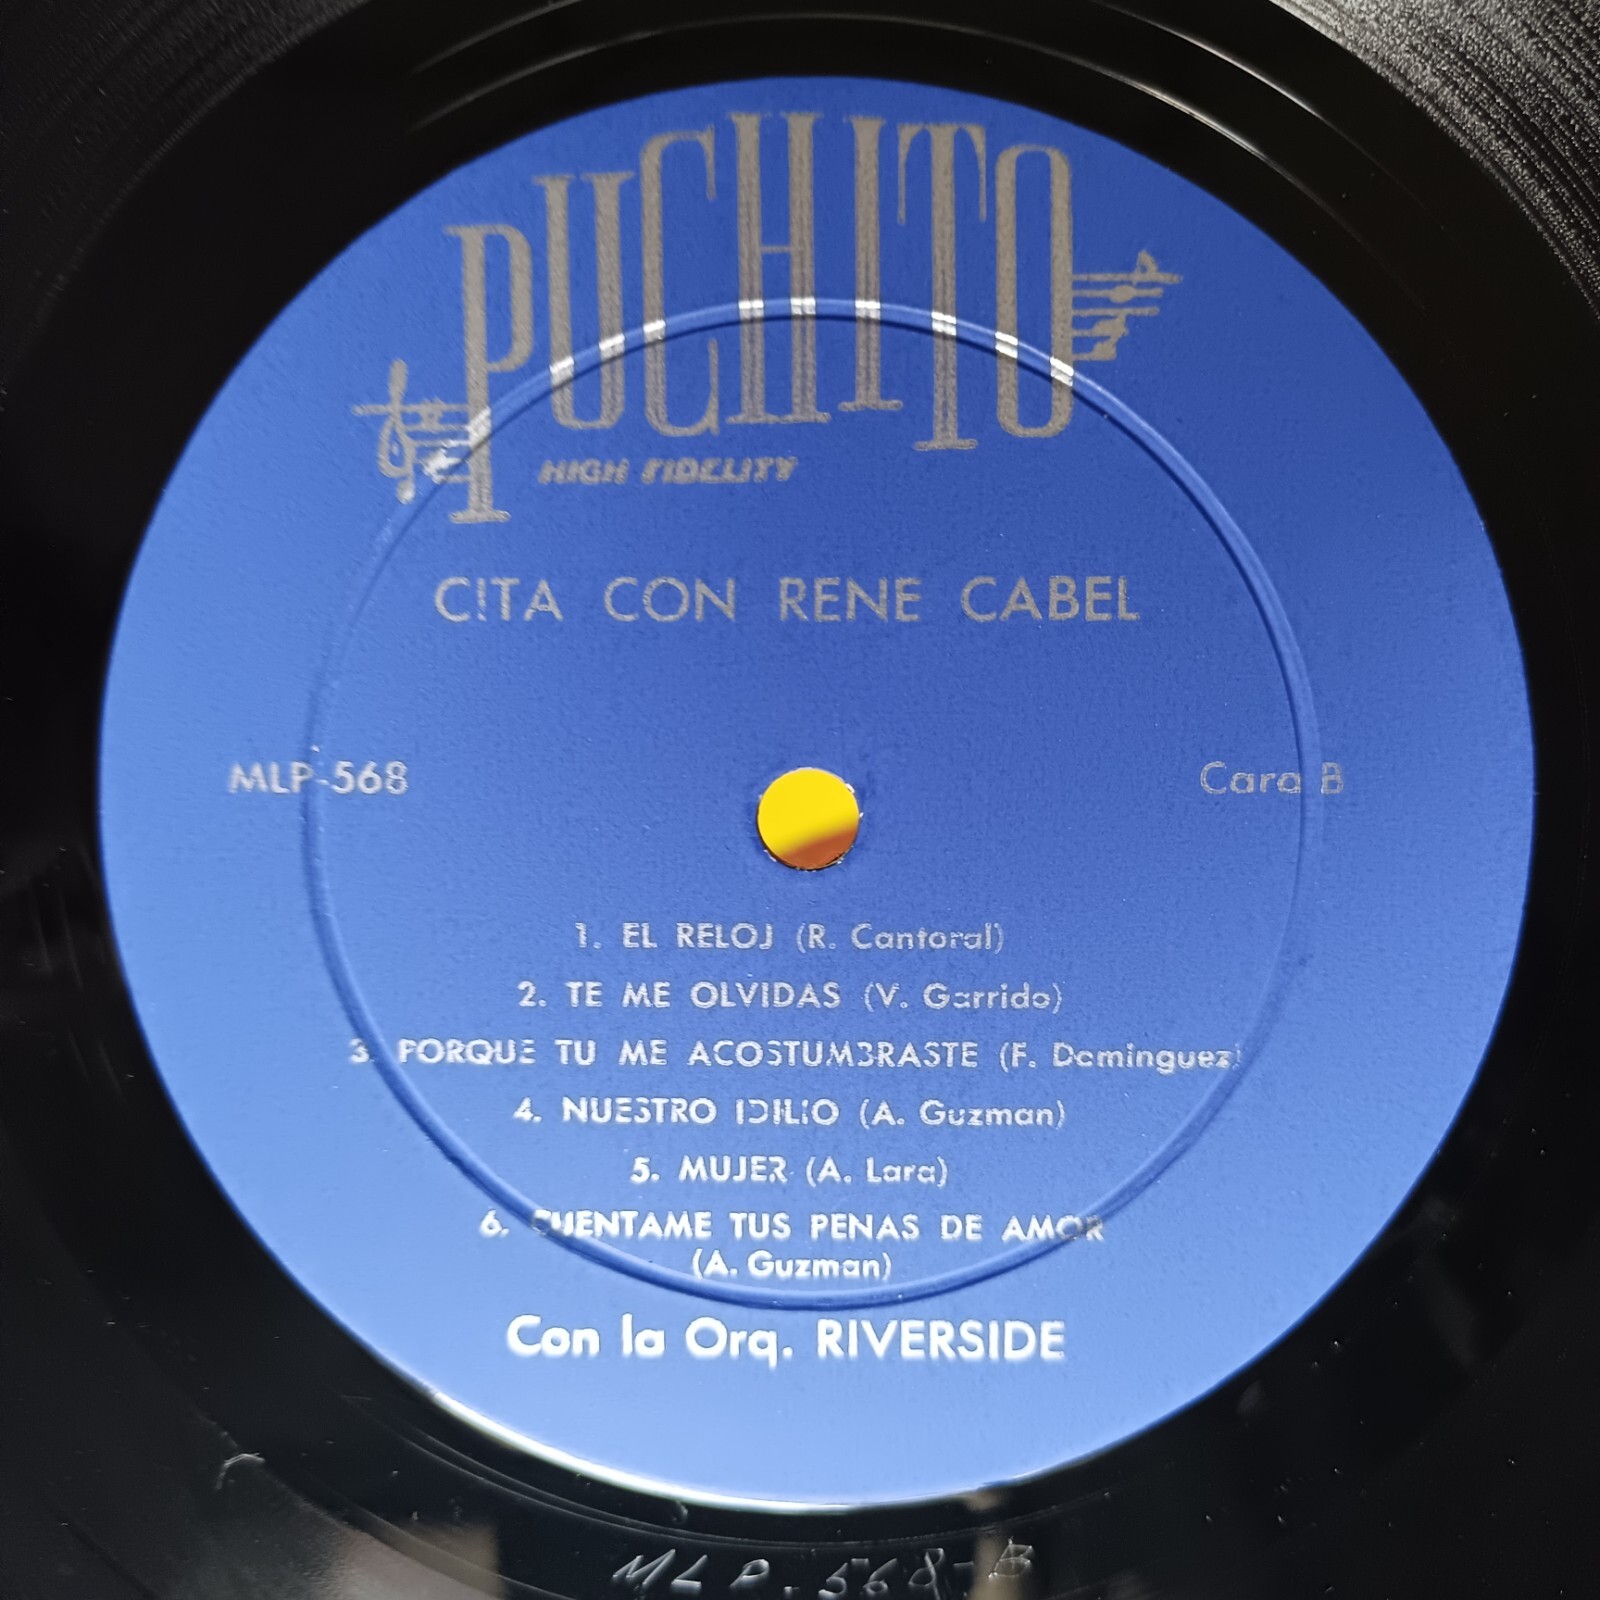 PUCHITO
HIGH FIDELITY
CITA CON RENE CABEL
MLP-568
Cara B
1. EL RELOJ (R. Cantoral)
2. TE ME OLVIDAS (V. Garrido)
3. PORQUE TU ME ACOSTUMBRASTE (F. Dominguez)
4. NUESTRO IDILIO (A. Guzman)
5. MUJER (A. Lara)
6. CUENTAME TUS PENAS DE AMOR
(A. Guzman)
Con la Orq. RIVERSIDE
MLP.568-B